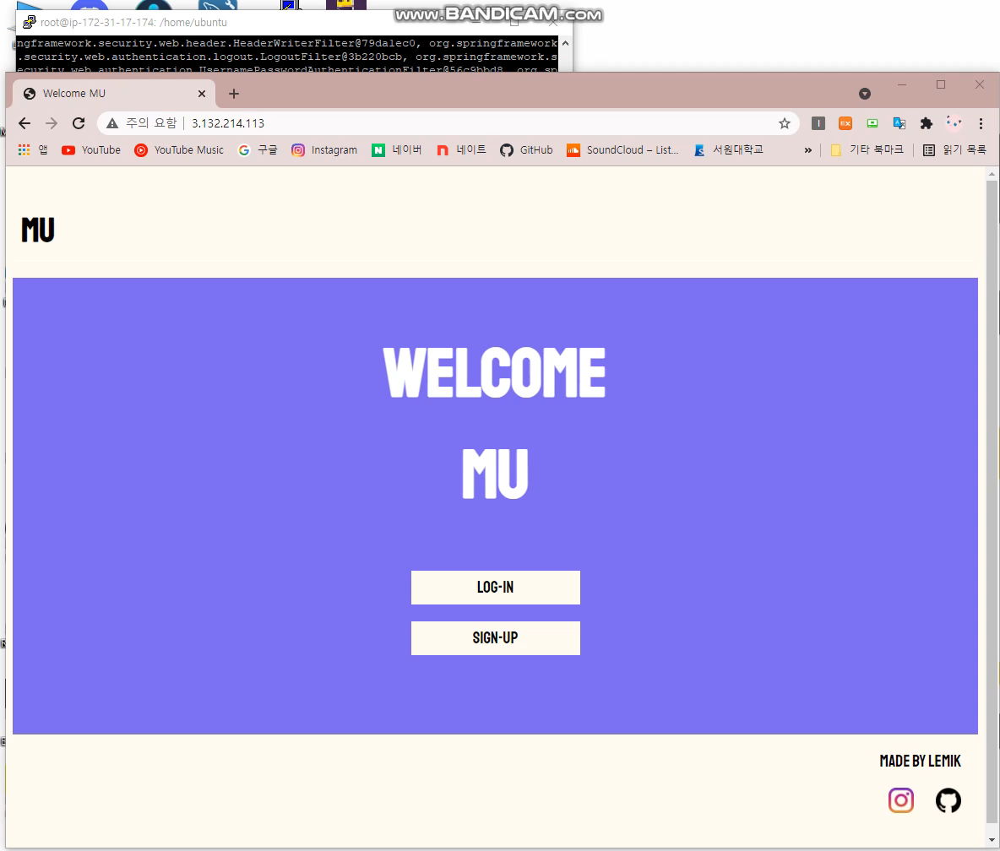 www.BANDICAM.com
root@ip-172-31-17-174: /home/ubuntu
ngframework.security.web.header.HeaderWriterFilter@79da1ec0, org.springframework
.security.web.authentication.logout.LogoutFilter@3b220bcb, org.springframework.s
ecurity.web.authentication.UsernamePasswordAuthenticationFilter@56c9bbd8, org.sp
Welcome MU
주의 요함 3.132.214.113
앱 YouTube YouTube Music 구글 Instagram 네이버 네이트 GitHub SoundCloud – List... 서원대학교 » 기타 북마크 읽기 목록
MU
WELCOME
MU
LOG-IN
SIGN-UP
MADE BY LEMIK